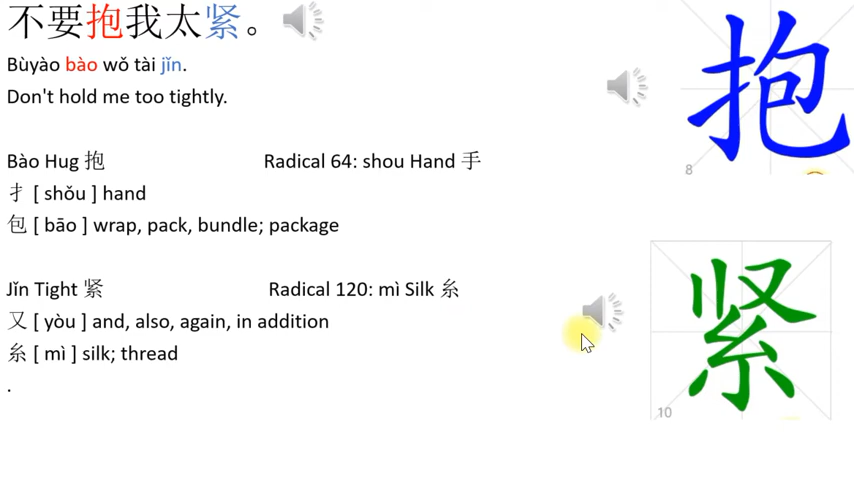 不要抱我太紧。
Bùyào bào wǒ tài jǐn.
Don't hold me too tightly.
抱
8
Bào Hug 抱 Radical 64: shou Hand 手
扌 [ shǒu ] hand
包 [ bāo ] wrap, pack, bundle; package
Jǐn Tight 紧 Radical 120: mì Silk 糸
又 [ yòu ] and, also, again, in addition
糸 [ mì ] silk; thread
.
紧
10